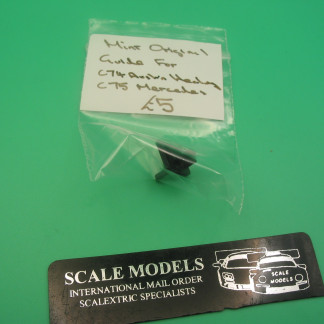 Mint Original
Guide For
C74 Austin Healey
C75 Mercedes
£5
SCALE MODELS
INTERNATIONAL MAIL ORDER
SCALEXTRIC SPECIALISTS
SCALE
MODELS